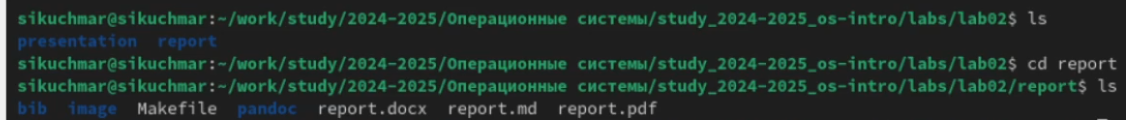 sikuchmar@sikuchmar:~/work/study/2024-2025/Операционные системы/study_2024-2025_os-intro/labs/lab02$ ls
presentation  report
sikuchmar@sikuchmar:~/work/study/2024-2025/Операционные системы/study_2024-2025_os-intro/labs/lab02$ cd report
sikuchmar@sikuchmar:~/work/study/2024-2025/Операционные системы/study_2024-2025_os-intro/labs/lab02/report$ ls
bib  image  Makefile  pandoc  report.docx  report.md  report.pdf